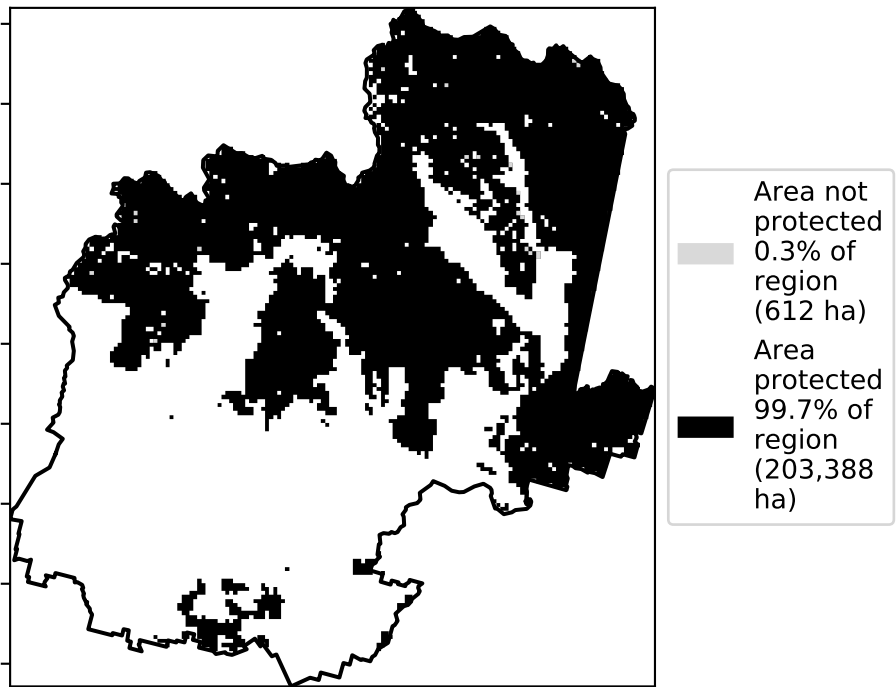 Area not
protected
0.3% of
region
(612 ha)
Area
protected
99.7% of
region
(203,388
ha)